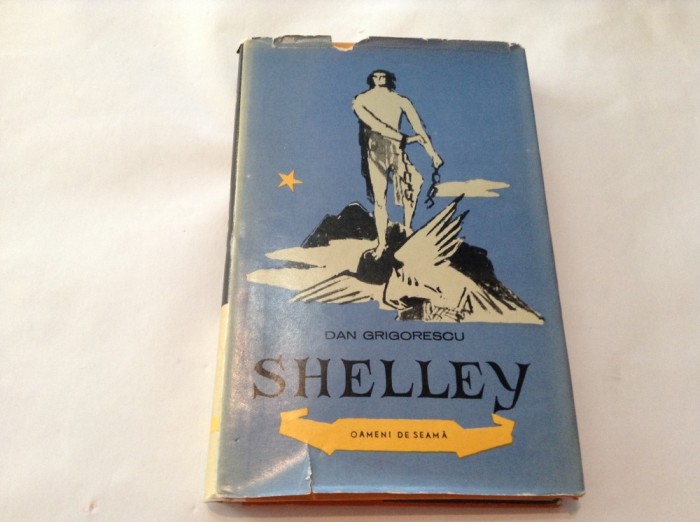 DAN GRIGORESCU
SHELLEY
OAMENI DE SEAMĂ